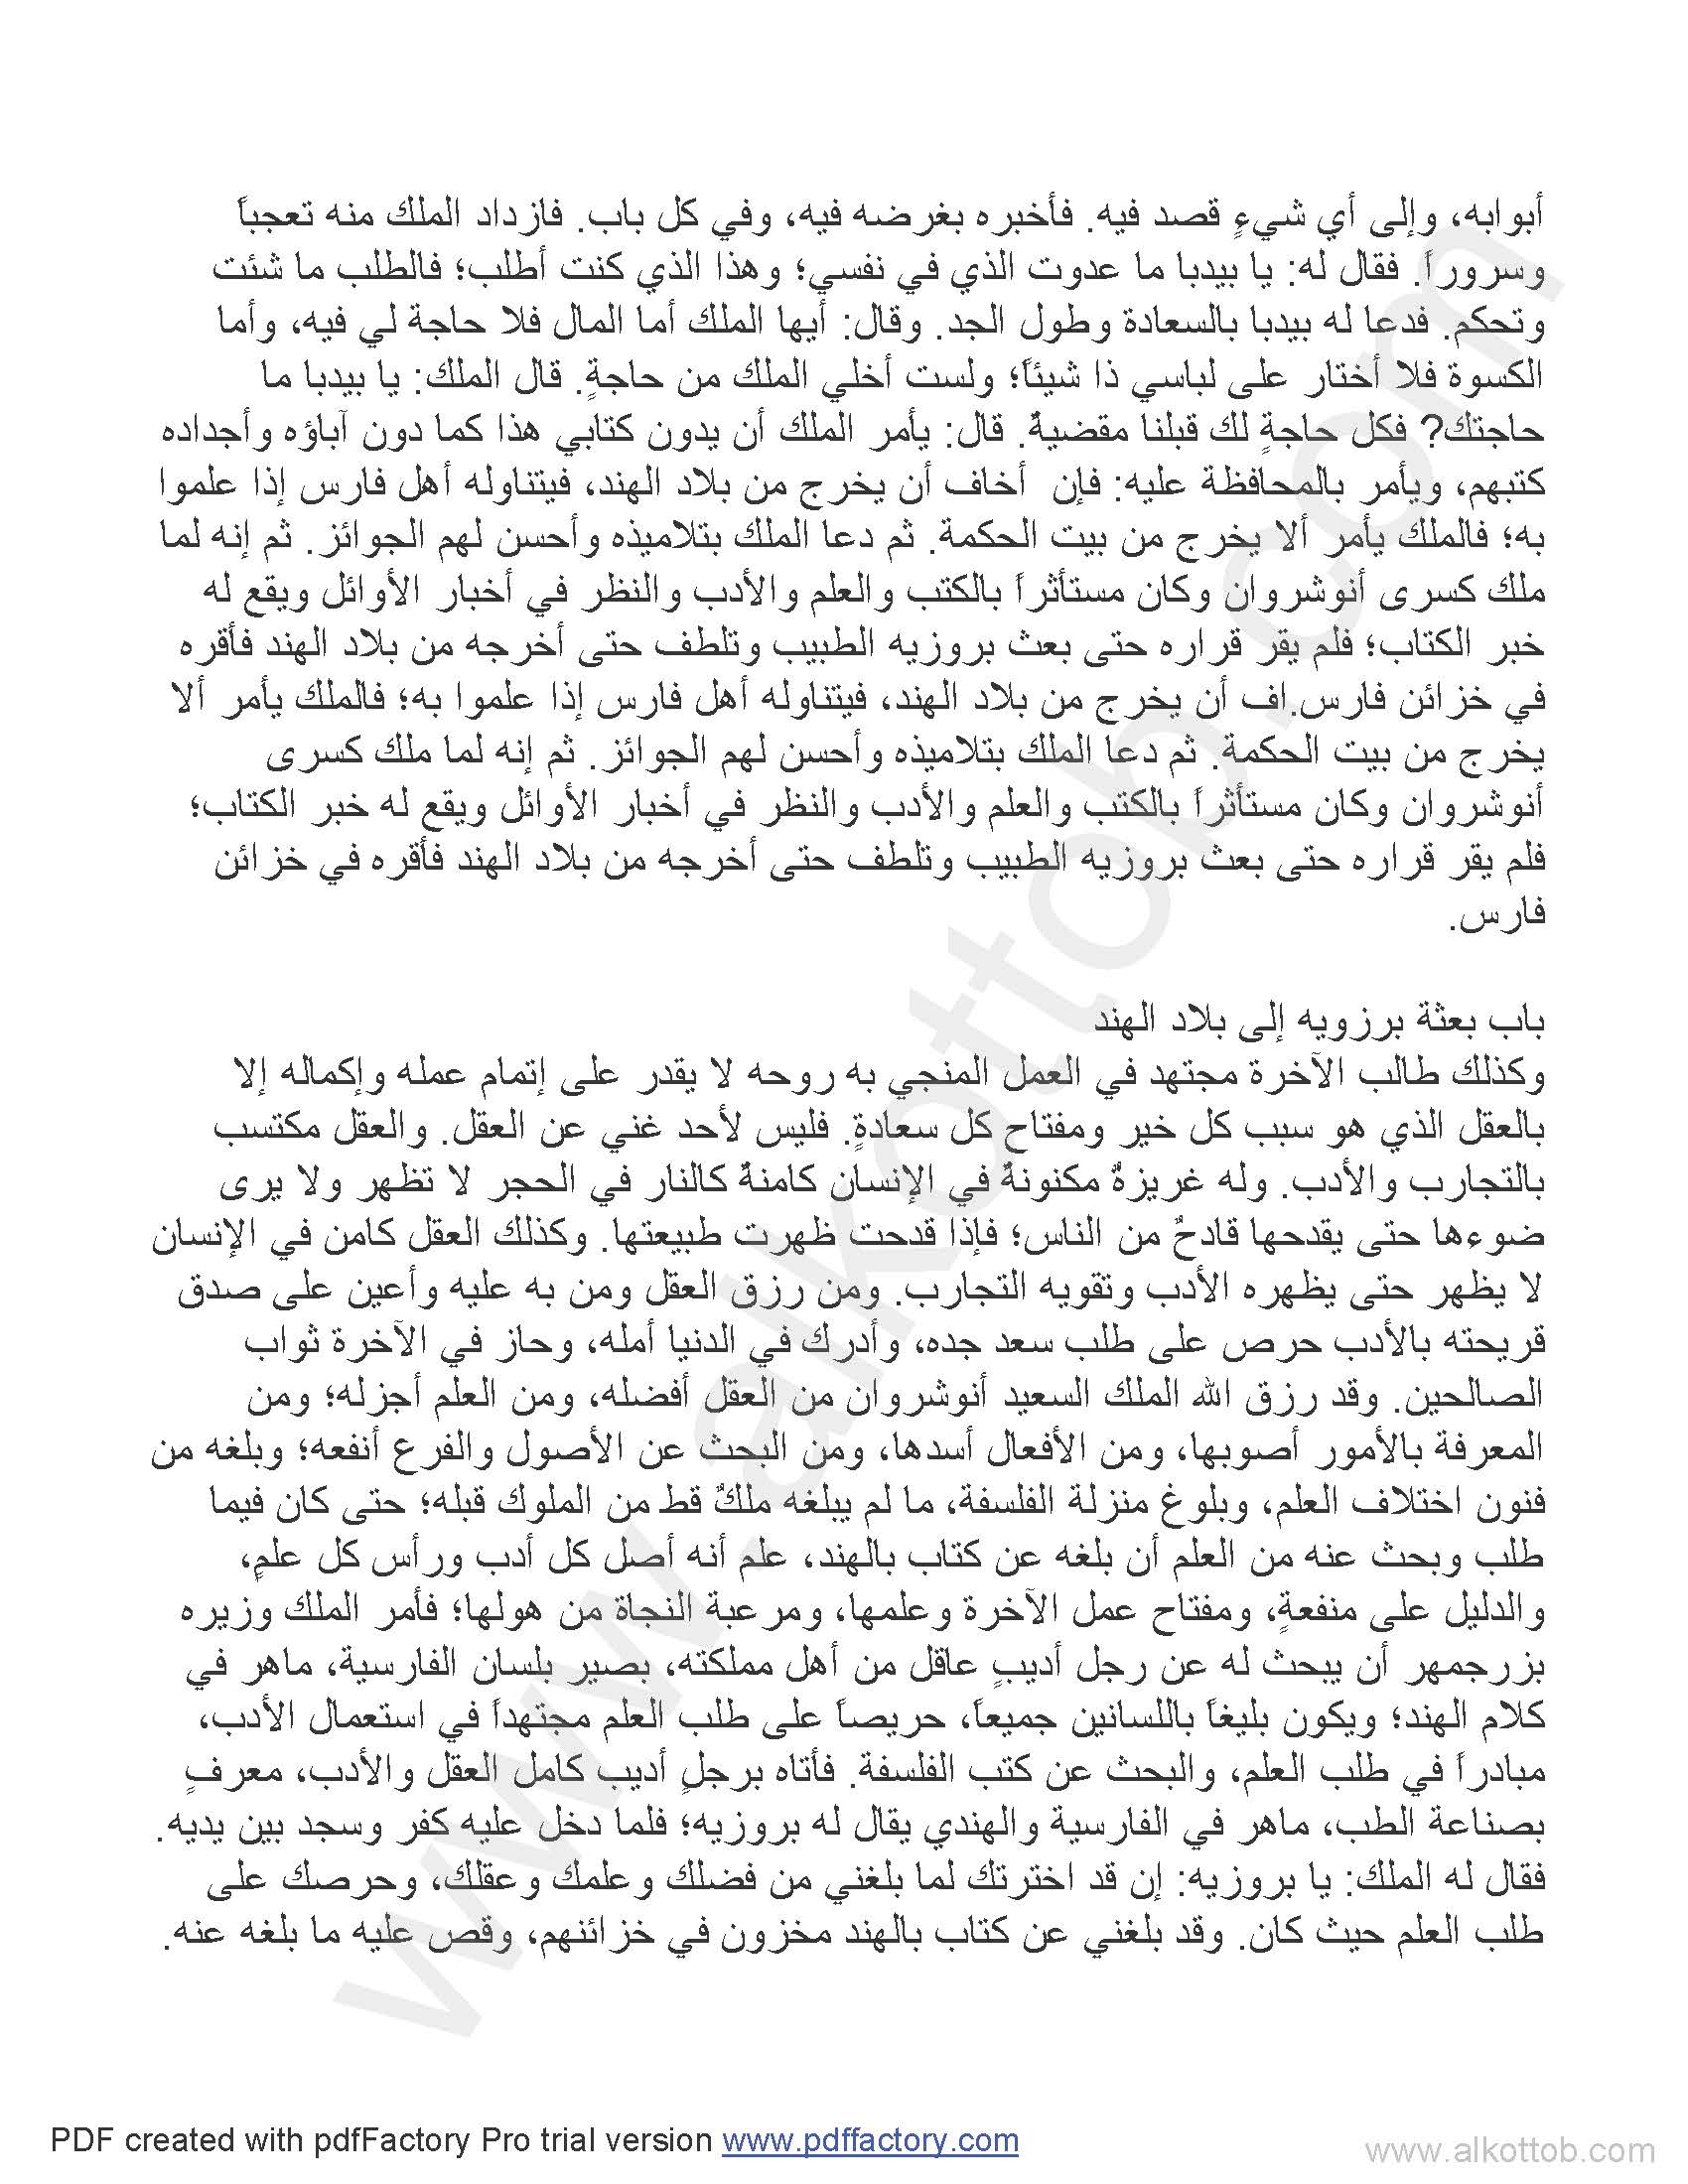 أبوابه، وإلى أي شيءٍ قصد فيه. فأخبره بغرضه فيه، وفي كل باب. فازداد الملك منه تعجباً
وسروراً. فقال له: يا بيدبا ما عدوت الذي في نفسي؛ وهذا الذي كنت أطلب؛ فالطلب ما شئت
وتحكم. فدعا له بيدبا بالسعادة وطول الجد. وقال: أيها الملك أما المال فلا حاجة لي فيه، وأما
الكسوة فلا أختار على لباسي ذا شيئاً؛ ولست أخلي الملك من حاجةٍ. قال الملك: يا بيدبا ما
حاجتك? فكل حاجةٍ لك قبلنا مقضيةٌ. قال: يأمر الملك أن يدون كتابي هذا كما دون آباؤه وأجداده
كتبهم، ويأمر بالمحافظة عليه: فإن أخاف أن يخرج من بلاد الهند، فيتناوله أهل فارس إذا علموا
به؛ فالملك يأمر ألا يخرج من بيت الحكمة. ثم دعا الملك بتلاميذه وأحسن لهم الجوائز. ثم إنه لما
ملك كسرى أنوشروان وكان مستأثراً بالكتب والعلم والأدب والنظر في أخبار الأوائل ويقع له
خبر الكتاب؛ فلم يقر قراره حتى بعث بروزيه الطبيب وتلطف حتى أخرجه من بلاد الهند فأقره
في خزائن فارس.اف أن يخرج من بلاد الهند، فيتناوله أهل فارس إذا علموا به؛ فالملك يأمر ألا
يخرج من بيت الحكمة. ثم دعا الملك بتلاميذه وأحسن لهم الجوائز. ثم إنه لما ملك كسرى
أنوشروان وكان مستأثراً بالكتب والعلم والأدب والنظر في أخبار الأوائل ويقع له خبر الكتاب؛
فلم يقر قراره حتى بعث بروزيه الطبيب وتلطف حتى أخرجه من بلاد الهند فأقره في خزائن
فارس.
باب بعثة برزويه إلى بلاد الهند
وكذلك طالب الآخرة مجتهد في العمل المنجي به روحه لا يقدر على إتمام عمله وإكماله إلا
بالعقل الذي هو سبب كل خير ومفتاح كل سعادةٍ. فليس لأحد غني عن العقل. والعقل مكتسب
بالتجارب والأدب. وله غريزةٌ مكنونةٌ في الإنسان كامنةٌ كالنار في الحجر لا تظهر ولا يرى
ضوءها حتى يقدحها قادحٌ من الناس؛ فإذا قدحت ظهرت طبيعتها. وكذلك العقل كامن في الإنسان
لا يظهر حتى يظهره الأدب وتقويه التجارب. ومن رزق العقل ومن به عليه وأعين على صدق
قريحته بالأدب حرص على طلب سعد جده، وأدرك في الدنيا أمله، وحاز في الآخرة ثواب
الصالحين. وقد رزق الله الملك السعيد أنوشروان من العقل أفضله، ومن العلم أجزله؛ ومن
المعرفة بالأمور أصوبها، ومن الأفعال أسدها، ومن البحث عن الأصول والفرع أنفعه؛ وبلغه من
فنون اختلاف العلم، وبلوغ منزلة الفلسفة، ما لم يبلغه ملكٌ قط من الملوك قبله؛ حتى كان فيما
طلب وبحث عنه من العلم أن بلغه عن كتاب بالهند، علم أنه أصل كل أدب ورأس كل علمٍ،
والدليل على منفعةٍ، ومفتاح عمل الآخرة وعلمها، ومرعبة النجاة من هولها؛ فأمر الملك وزيره
بزرجمهر أن يبحث له عن رجل أديبٍ عاقل من أهل مملكته، بصير بلسان الفارسية، ماهر في
كلام الهند؛ ويكون بليغاً باللسانين جميعاً، حريصاً على طلب العلم مجتهداً في استعمال الأدب،
مبادراً في طلب العلم، والبحث عن كتب الفلسفة. فأتاه برجلٍ أديب كامل العقل والأدب، معرفٍ
بصناعة الطب، ماهر في الفارسية والهندي يقال له بروزيه؛ فلما دخل عليه كفر وسجد بين يديه.
فقال له الملك: يا بروزيه: إن قد اخترتك لما بلغني من فضلك وعلمك وعقلك، وحرصك على
طلب العلم حيث كان. وقد بلغني عن كتاب بالهند مخزون في خزائنهم، وقص عليه ما بلغه عنه.
www.alkottob.com
PDF created with pdfFactory Pro trial version www.pdffactory.com
www.alkottob.com